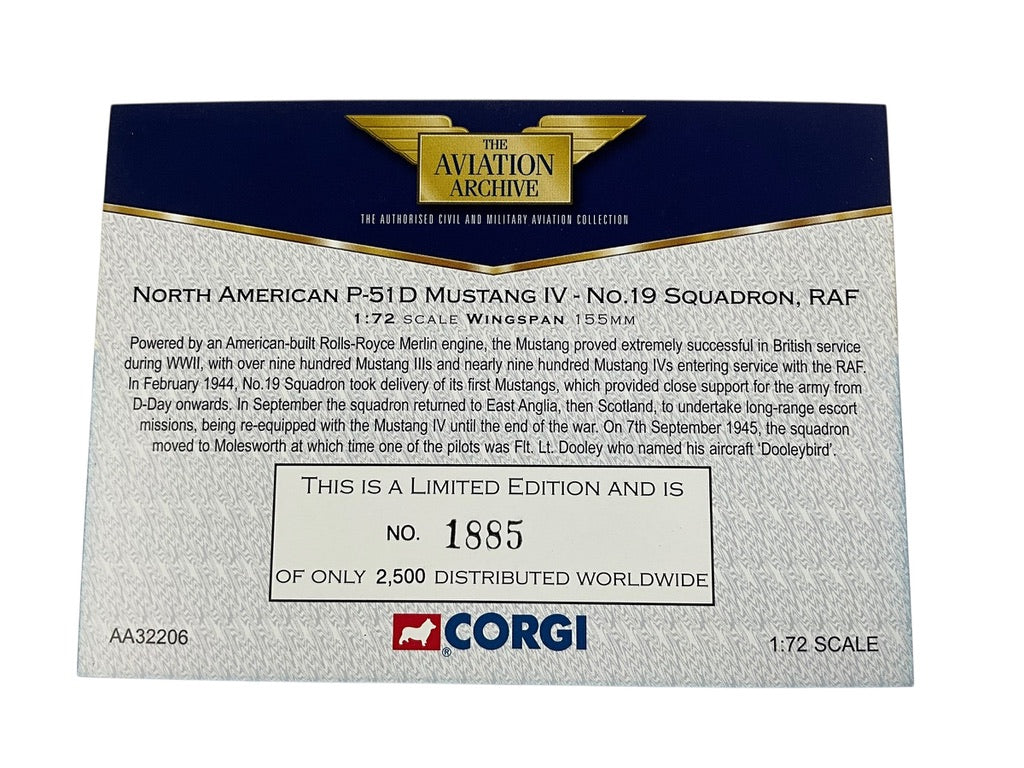 THE
AVIATION
ARCHIVE
THE AUTHORISED CIVIL AND MILITARY AVIATION COLLECTION
NORTH AMERICAN P-51D MUSTANG IV - NO.19 SQUADRON, RAF
1:72 SCALE WINGSPAN 155MM
Powered by an American-built Rolls-Royce Merlin engine, the Mustang proved extremely successful in British service
during WWII, with over nine hundred Mustang IIIs and nearly nine hundred Mustang IVs entering service with the RAF.
In February 1944, No.19 Squadron took delivery of its first Mustangs, which provided close support for the army from
D-Day onwards. In September the squadron returned to East Anglia, then Scotland, to undertake long-range escort
missions, being re-equipped with the Mustang IV until the end of the war. On 7th September 1945, the squadron
moved to Molesworth at which time one of the pilots was Flt. Lt. Dooley who named his aircraft 'Dooleybird'.
THIS IS A LIMITED EDITION AND IS
NO. 1885
OF ONLY 2,500 DISTRIBUTED WORLDWIDE
AA32206
® CORGI
1:72 SCALE